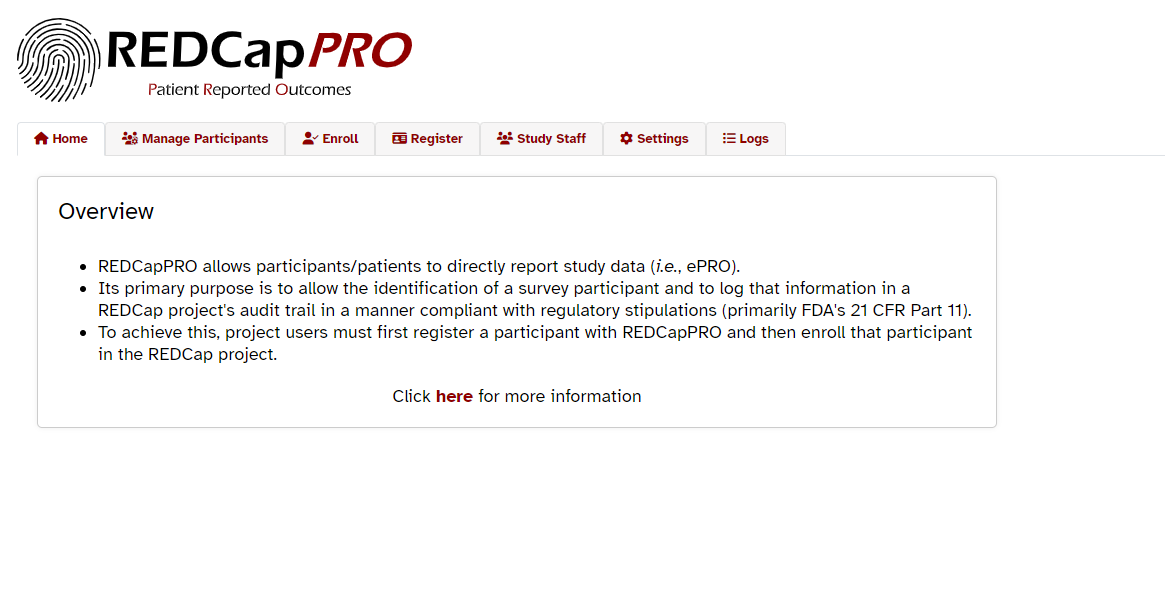 REDCapPRO
Patient Reported Outcomes
Home Manage Participants Enroll Register Study Staff Settings Logs
Overview
• REDCapPRO allows participants/patients to directly report study data (i.e., ePRO).
• Its primary purpose is to allow the identification of a survey participant and to log that information in a
REDCap project's audit trail in a manner compliant with regulatory stipulations (primarily FDA's 21 CFR Part 11).
• To achieve this, project users must first register a participant with REDCapPRO and then enroll that participant
in the REDCap project.
Click here for more information